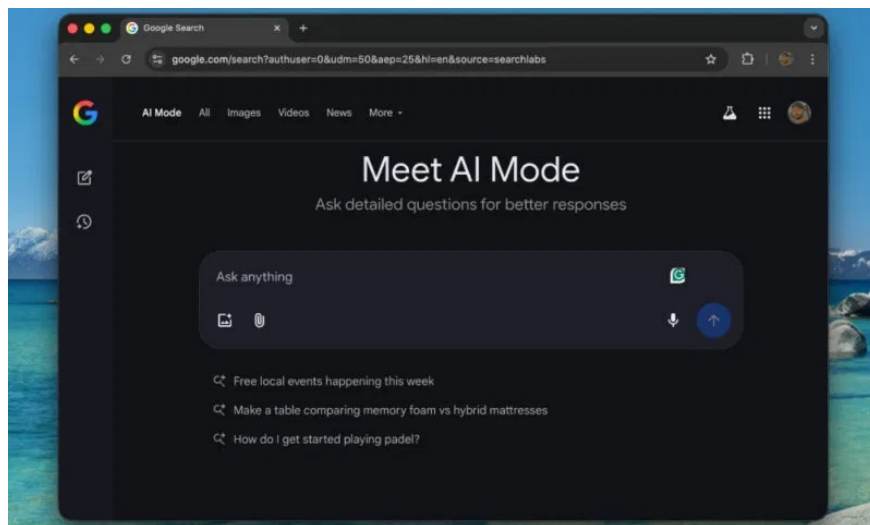 Google Search
google.com/search?authuser=0&udm=50&aep=25&hl=en&source=searchlabs
AI Mode All Images Videos News More
Meet AI Mode
Ask detailed questions for better responses
Ask anything
Free local events happening this week
Make a table comparing memory foam vs hybrid mattresses
How do I get started playing padel?